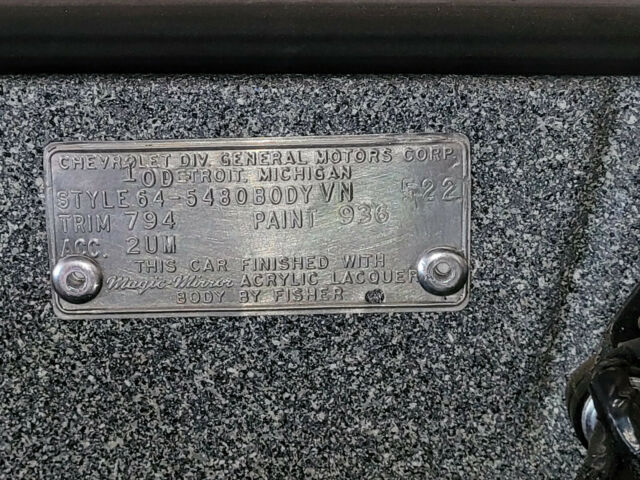 CHEVROLET DIV. GENERAL MOTORS CORP.
10D DETROIT, MICHIGAN
STYLE 64-5480 BODY VN 522
TRIM 794 PAINT 936
ACC. 2UM
THIS CAR FINISHED WITH
Magic-Mirror ACRYLIC LACQUER
BODY BY FISHER